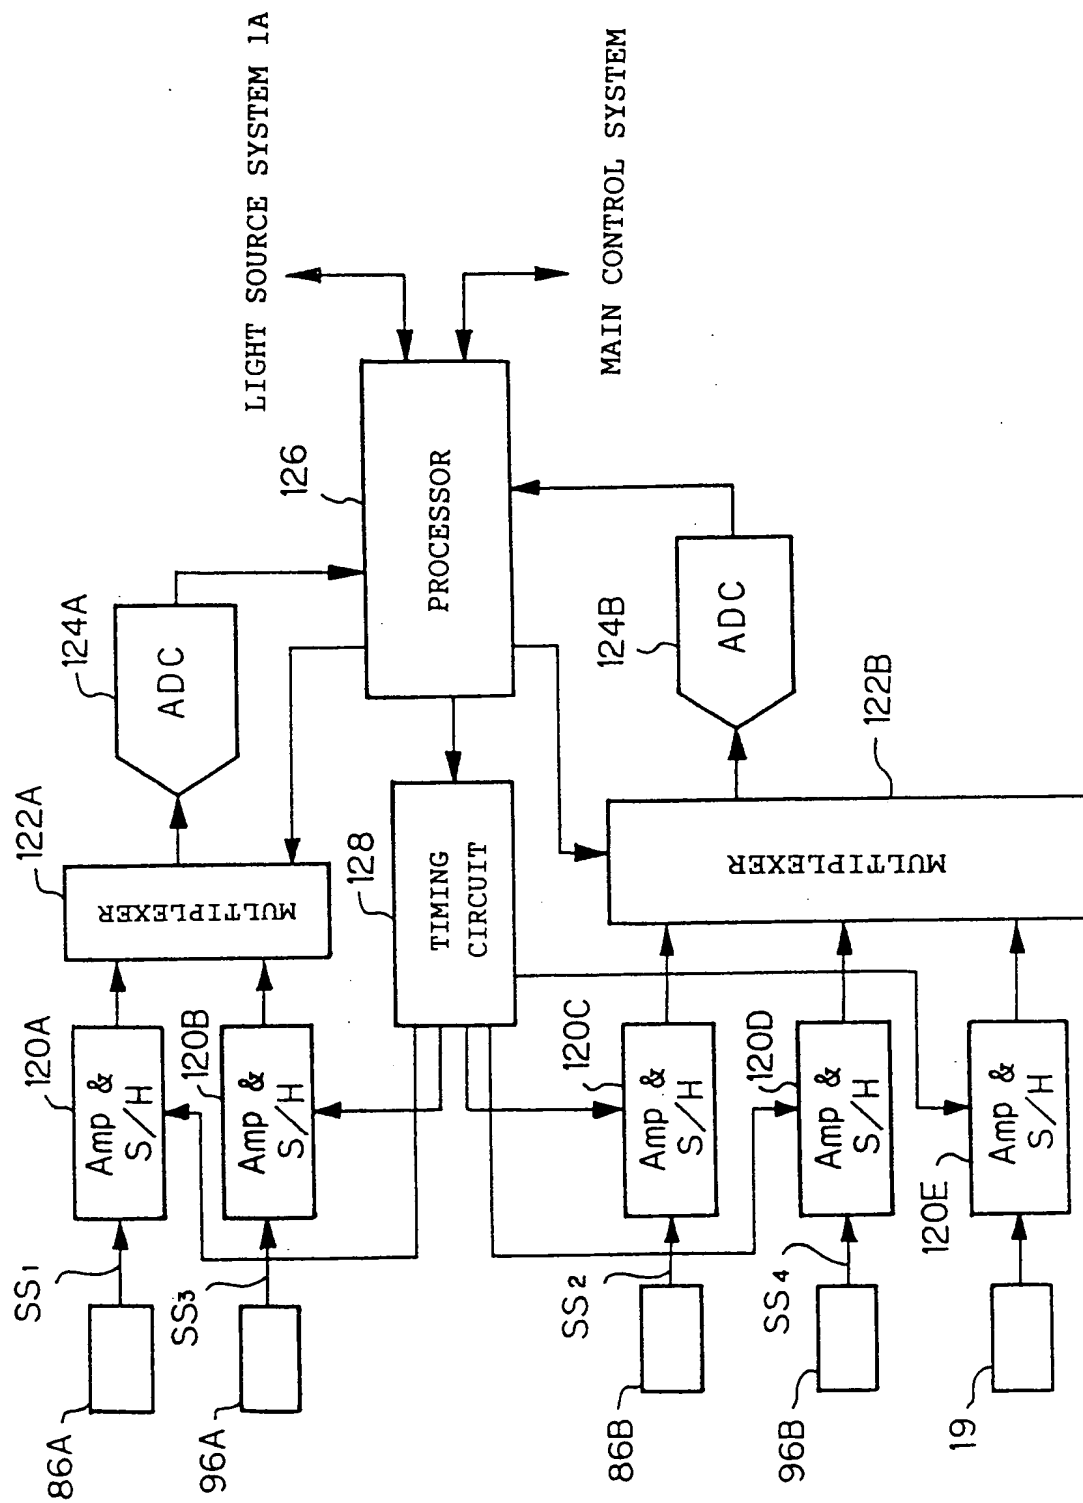 86A
SS1
120A
Amp &
S/H
122A
MULTIPLEXER
124A
ADC
96A
SS3
120B
Amp &
S/H
128
TIMING
CIRCUIT
126
PROCESSOR
LIGHT SOURCE SYSTEM 1A
MAIN CONTROL SYSTEM
86B
SS2
120C
Amp &
S/H
122B
MULTIPLEXER
124B
ADC
96B
SS4
120D
Amp &
S/H
19
120E
Amp &
S/H